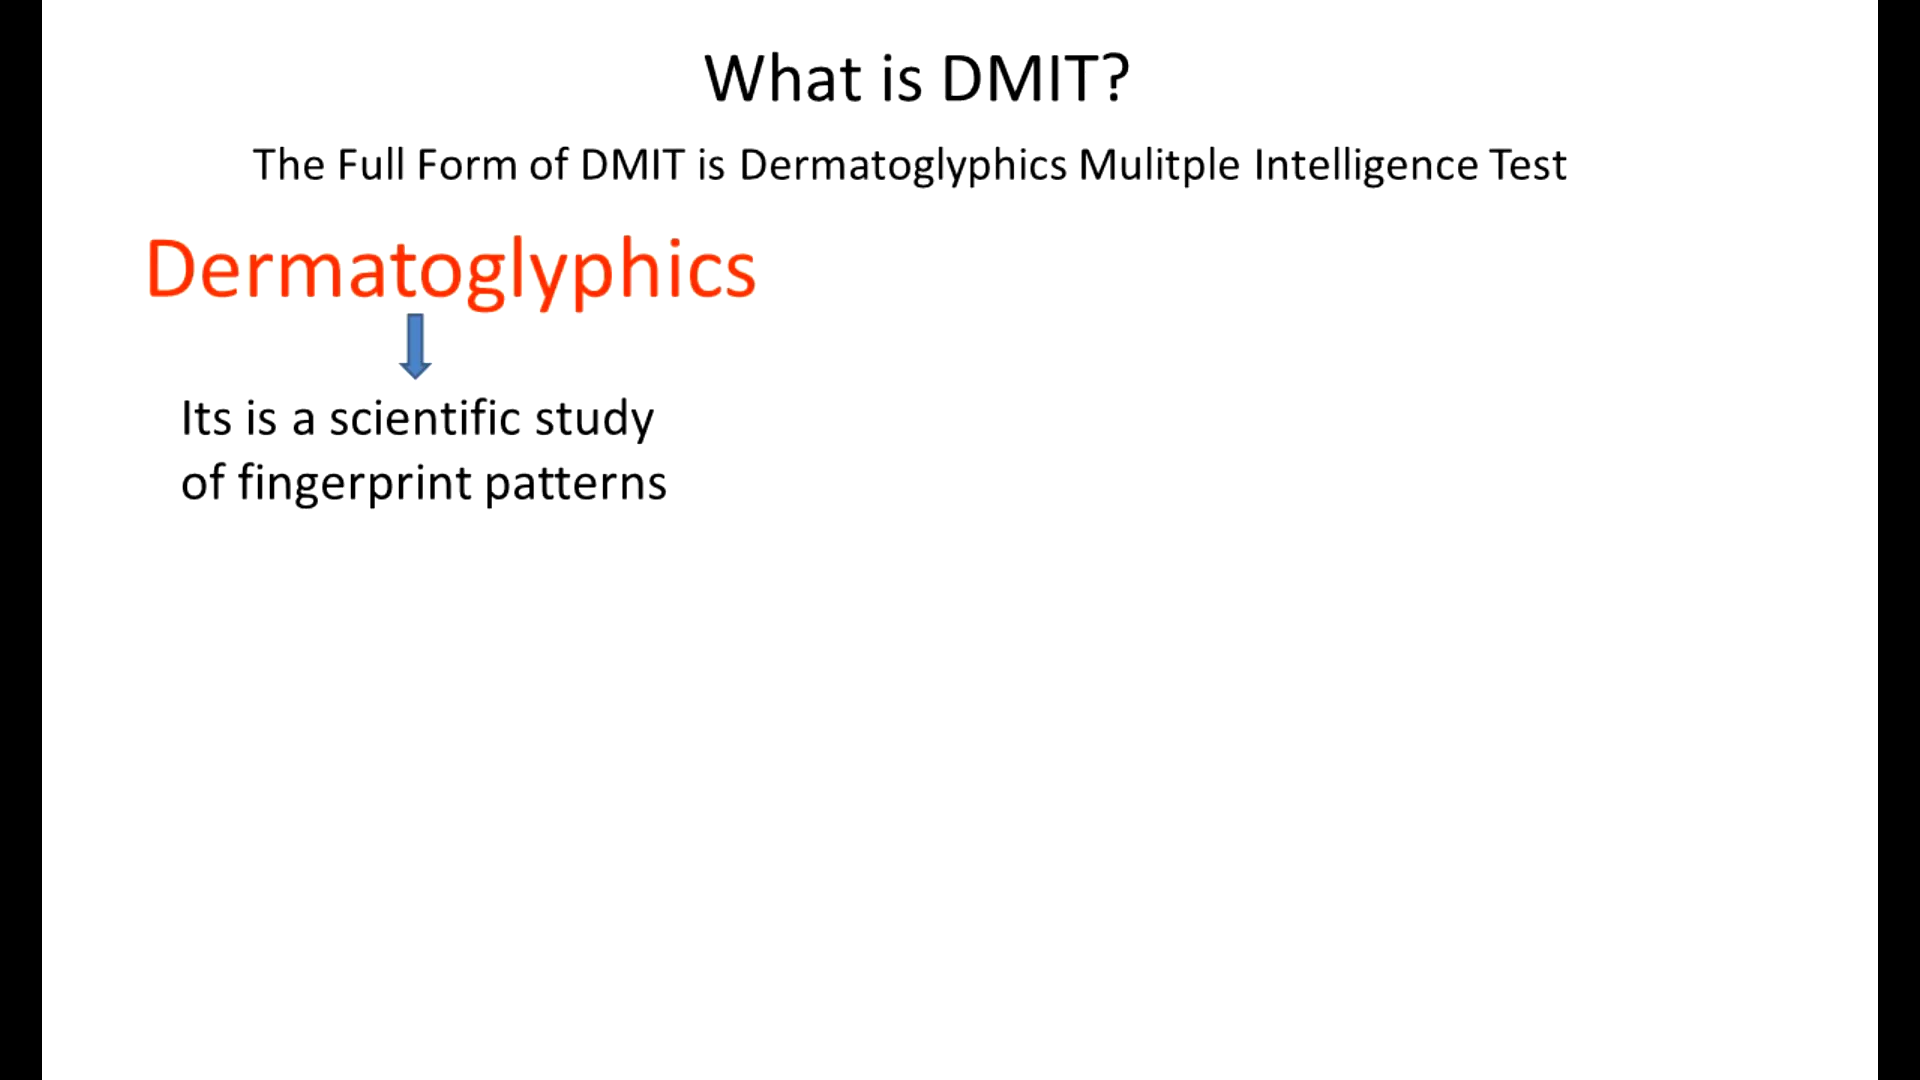 What is DMIT?
The Full Form of DMIT is Dermatoglyphics Mulitple Intelligence Test
Dermatoglyphics
Its is a scientific study
of fingerprint patterns